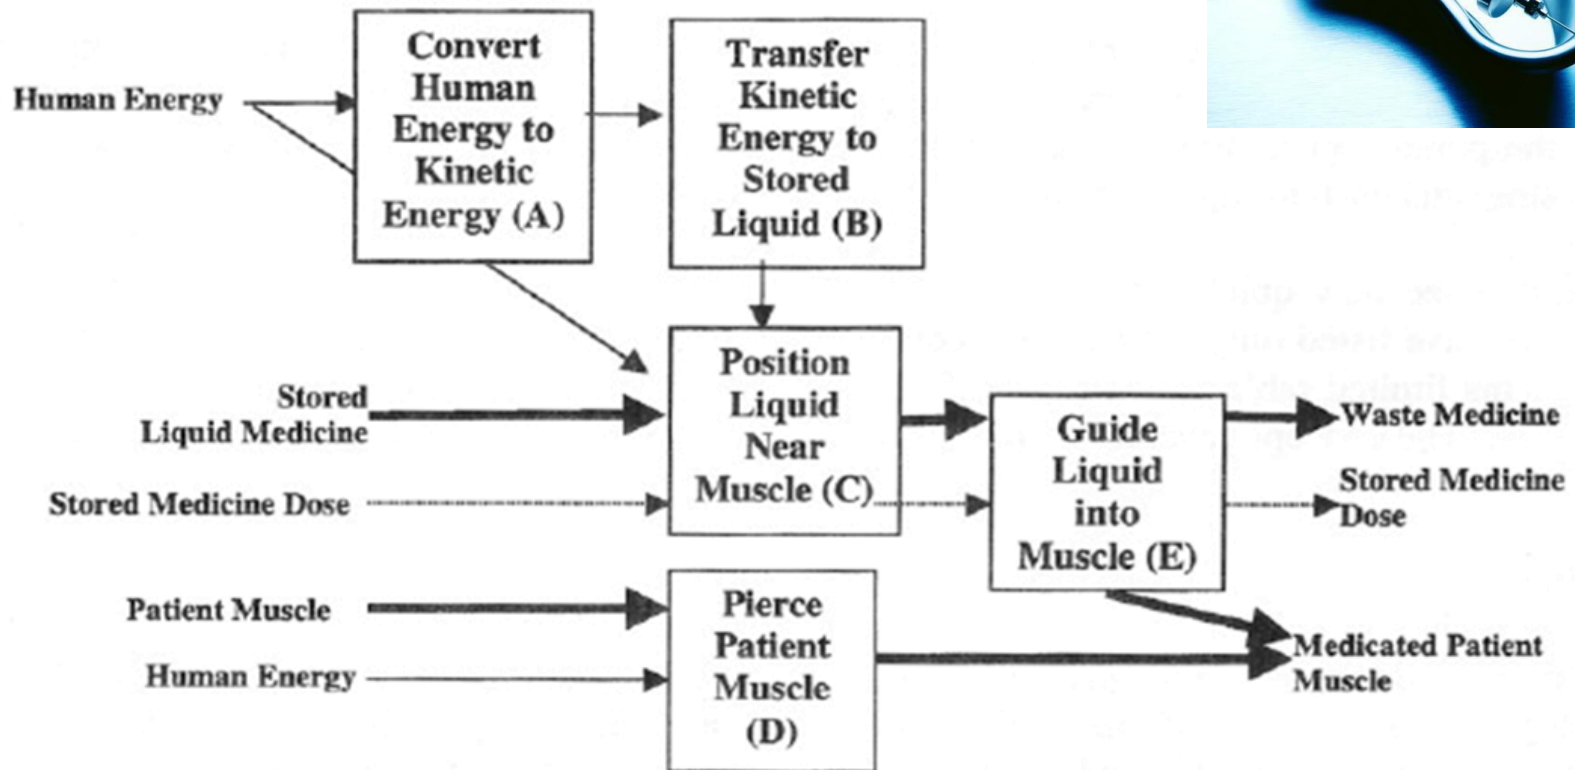 Human Energy
Convert
Human
Energy to
Kinetic
Energy (A)
Transfer
Kinetic
Energy to
Stored
Liquid (B)
Stored
Liquid Medicine
Stored Medicine Dose
Position
Liquid
Near
Muscle (C)
Guide
Liquid
into
Muscle (E)
Waste Medicine
Stored Medicine
Dose
Patient Muscle
Human Energy
Pierce
Patient
Muscle
(D)
Medicated Patient
Muscle